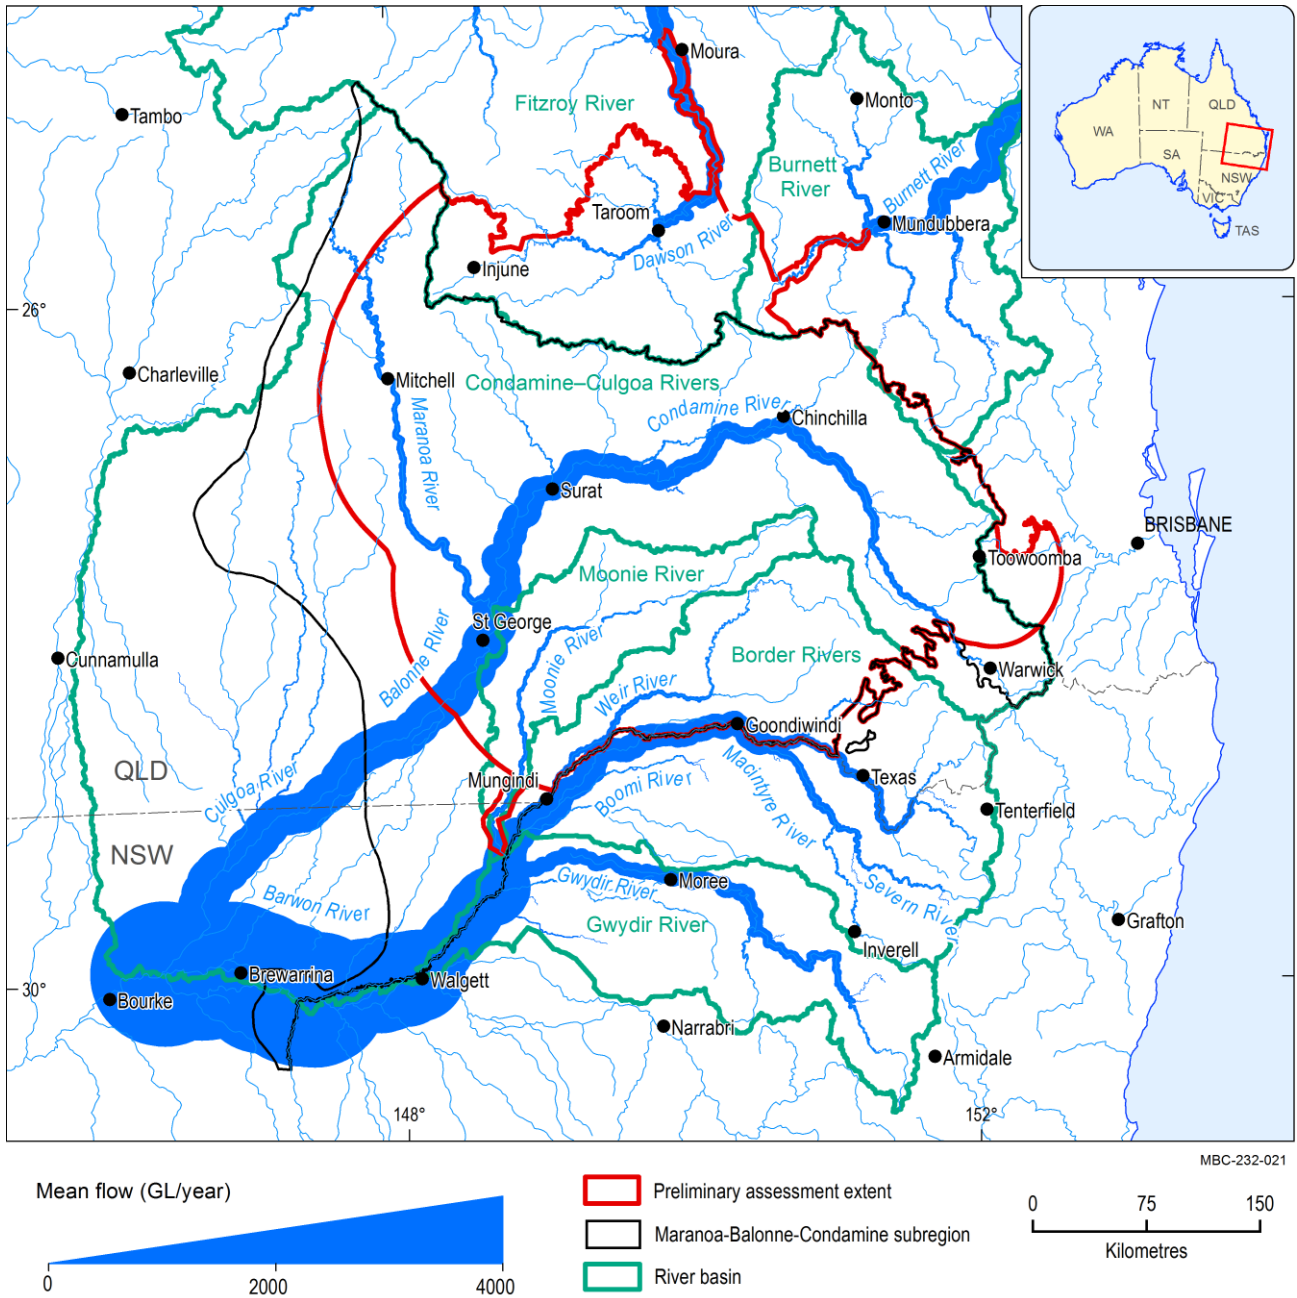 Moura
Tambo
Monto
Fitzroy River
Burnett
River
Burnett River
Taroom
Mundubbera
Dawson River
Injune
NT
QLD
WA
SA
NSW
VIC
TAS
26°
Charleville
Mitchell
Condamine–Culgoa Rivers
Maranoa River
Condamine River
Chinchilla
Surat
BRISBANE
Toowoomba
Moonie River
St George
Cunnamulla
Balonne River
Moonie River
Border Rivers
Warwick
Weir River
Goondiwindi
QLD
Culgoa River
Mungindi
Boomi River
MacIntyre River
Texas
Tenterfield
NSW
Barwon River
Gwydir River
Moree
Severn River
Gwydir River
Grafton
Inverell
Brewarrina
Walgett
30°
Bourke
Narrabri
Armidale
148°
152°
MBC-232-021
Mean flow (GL/year)
0
2000
4000
Preliminary assessment extent
Maranoa-Balonne-Condamine subregion
River basin
0
75
150
Kilometres